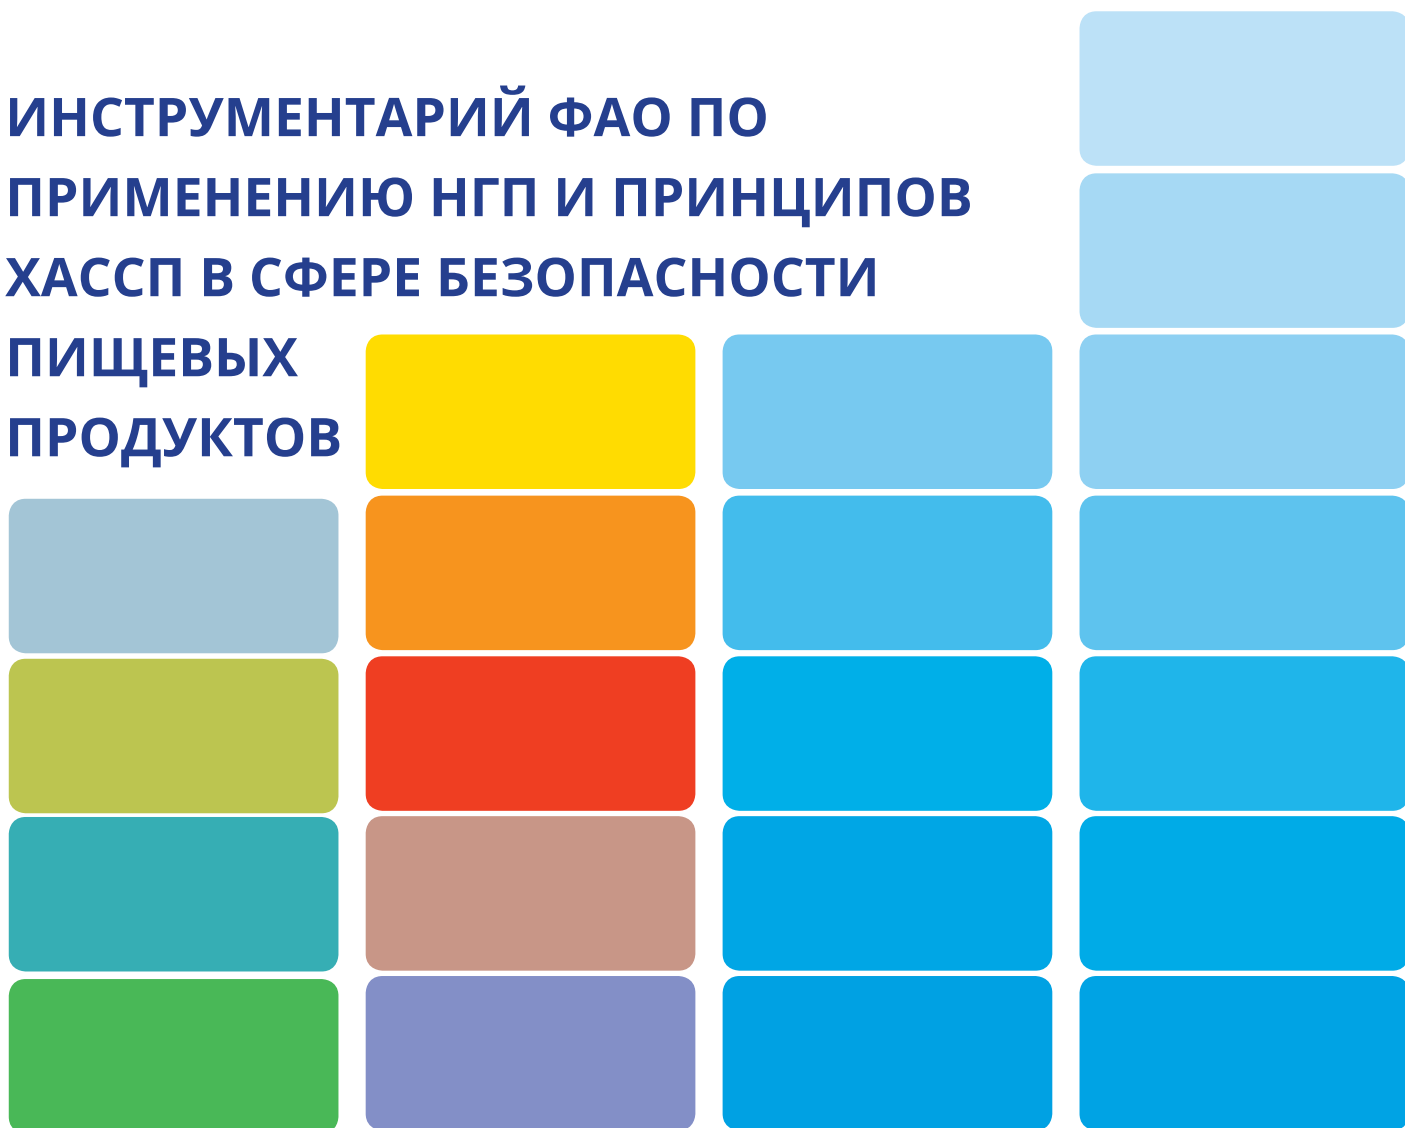 ИНСТРУМЕНТАРИЙ ФАО ПО
ПРИМЕНЕНИЮ НГП И ПРИНЦИПОВ
ХАССП В СФЕРЕ БЕЗОПАСНОСТИ
ПИЩЕВЫХ
ПРОДУКТОВ